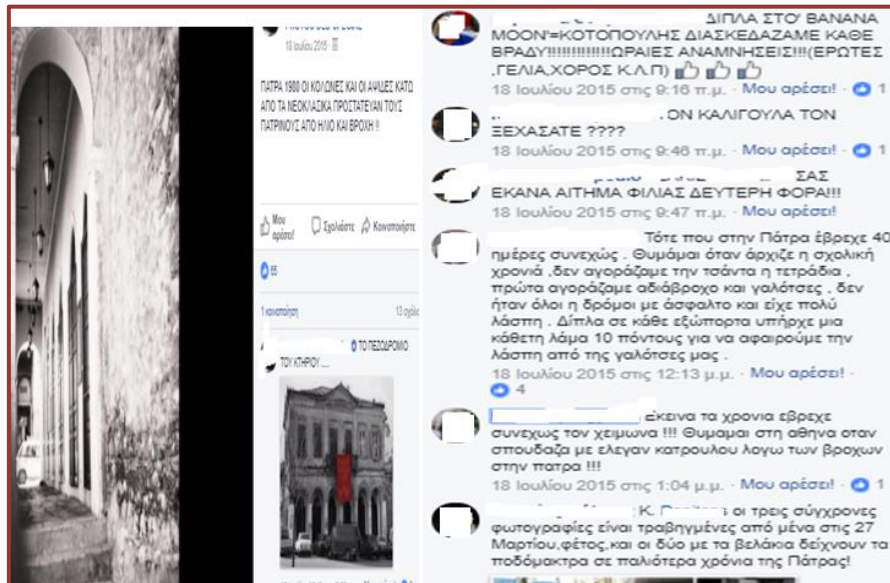 18 Ιουλίου 2015
ΠΑΤΡΑ 1980 ΟΙ ΚΟΛΩΝΕΣ ΚΑΙ ΟΙ ΑΨΙΔΕΣ ΚΑΤΩ
ΑΠΟ ΤΑ ΝΕΟΚΛΑΣΙΚΑ ΠΡΟΣΤΑΤΕΥΑΝ ΤΟΥΣ
ΠΑΤΡΙΝΟΥΣ ΑΠΟ ΗΛΙΟ ΚΑΙ ΒΡΟΧΗ !!
Μου αρέσει! Σχολιάστε Κοινοποιήστε
65
1 κοινοποίηση 13 σχόλια
ΤΟ ΠΕΖΟΔΡΟΜΙΟ
ΤΟΥ ΚΤΗΡΙΟΥ ....
ΔΙΠΛΑ ΣΤΟ' BANANA
MOON'=ΚΟΤΟΠΟΥΛΗΣ ΔΙΑΣΚΕΔΑΖΑΜΕ ΚΑΘΕ
ΒΡΑΔΥ!!!!!!!!!!!!!ΩΡΑΙΕΣ ΑΝΑΜΝΗΣΕΙΣ!!!(ΕΡΩΤΕΣ
,ΓΕΛΙΑ,ΧΟΡΟΣ Κ.Λ.Π)
18 Ιουλίου 2015 στις 9:16 π.μ. · Μου αρέσει! · 1
ΟΝ ΚΑΛΙΓΟΥΛΑ ΤΟΝ
ΞΕΧΑΣΑΤΕ ????
18 Ιουλίου 2015 στις 9:46 π.μ. · Μου αρέσει! · 1
ΣΑΣ
ΕΚΑΝΑ ΑΙΤΗΜΑ ΦΙΛΙΑΣ ΔΕΥΤΕΡΗ ΦΟΡΑ!!!
18 Ιουλίου 2015 στις 9:47 π.μ. · Μου αρέσει!
Τότε που στην Πάτρα έβρεχε 40
ημέρες συνεχώς . Θυμάμαι όταν άρχιζε η σχολική
χρονιά ,δεν αγοράζαμε την τσάντα η τετράδια ,
πρώτα αγοράζαμε αδιάβροχο και γαλότσες , δεν
ήταν όλοι η δρόμοι με άσφαλτο και είχε πολύ
λάσπη . Δίπλα σε κάθε εξώπορτα υπήρχε μια
κάθετη λάμα 10 πόντους για να αφαιρούμε την
λάσπη από της γαλότσες μας .
18 Ιουλίου 2015 στις 12:13 μ.μ. · Μου αρέσει! ·
4
Εκεινα τα χρονια εβρεχε
συνεχως τον χειμωνα !!! Θυμαμαι στη αθηνα οταν
σπουδαζα με ελεγαν κατρουλου λογω των βροχων
στην πατρα !!!
18 Ιουλίου 2015 στις 1:04 μ.μ. · Μου αρέσει! · 1
Κ. οι τρεις σύγχρονες
φωτογραφίες είναι τραβηγμένες από μένα στις 27
Μαρτίου,φέτος,και οι δύο με τα βελάκια δείχνουν τα
ποδόμακτρα σε παλιότερα χρόνια της Πάτρας!